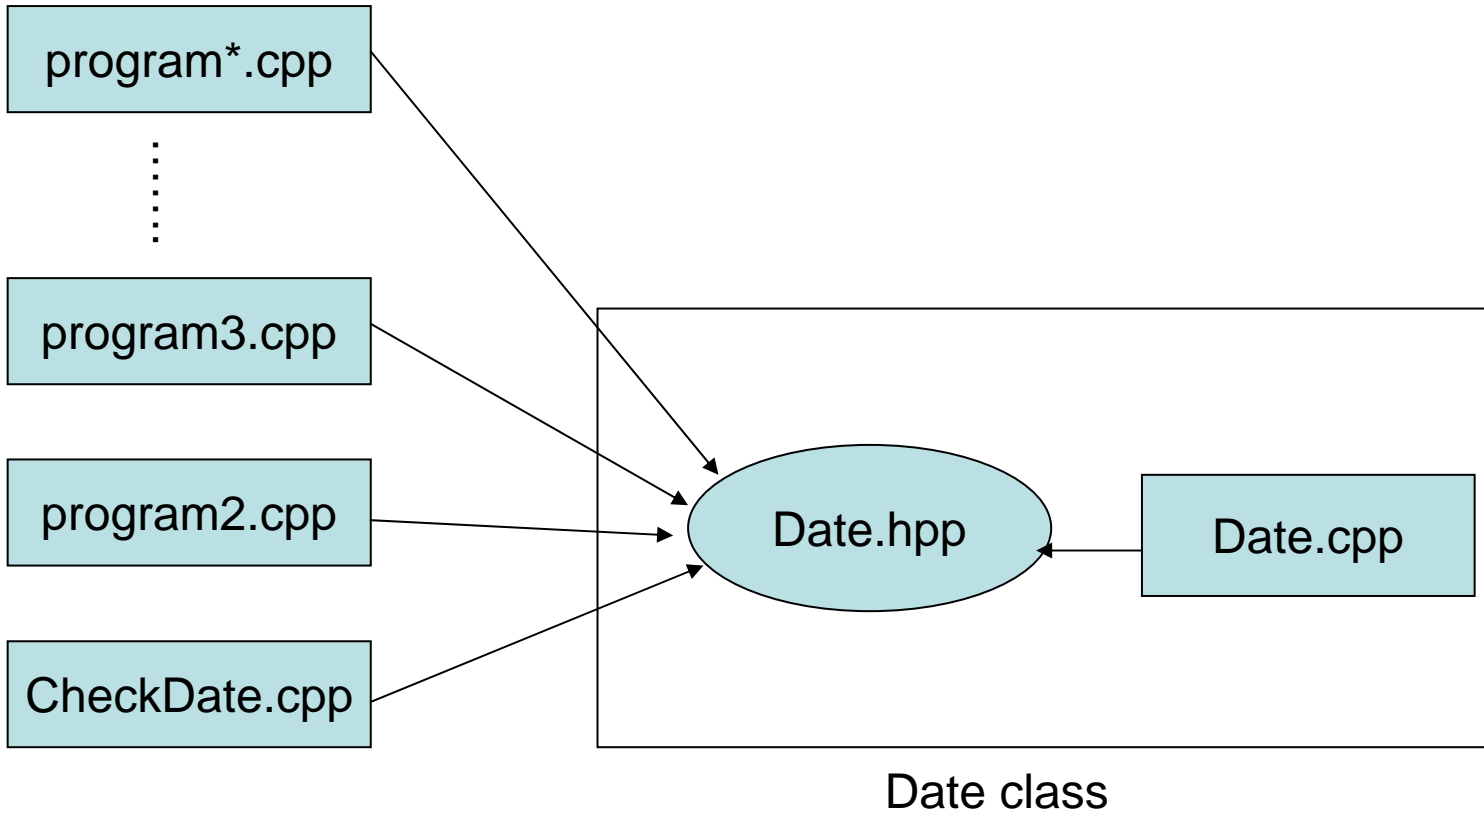 program*.cpp
program3.cpp
program2.cpp
CheckDate.cpp
Date.hpp
Date.cpp
Date class